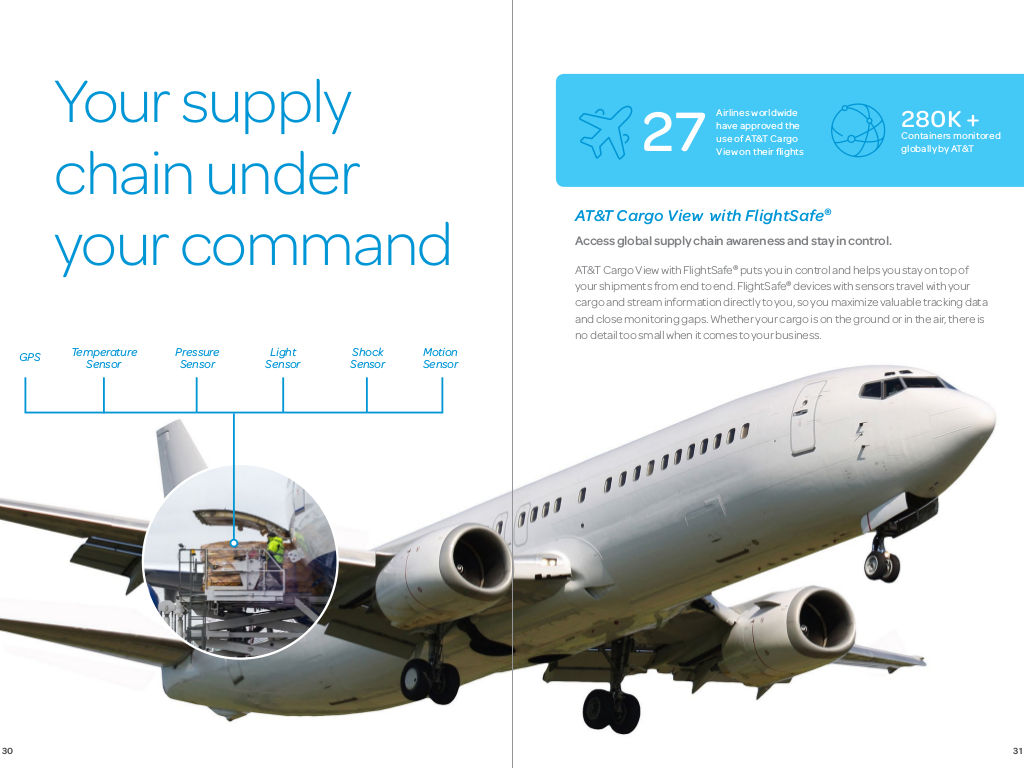 Your supply
chain under
your command
GPS
Temperature
Sensor
Pressure
Sensor
Light
Sensor
Shock
Sensor
Motion
Sensor
30
27
Airlines worldwide
have approved the
use of AT&T Cargo
View on their flights
280K +
Containers monitored
globally by AT&T
AT&T Cargo View with FlightSafe®
Access global supply chain awareness and stay in control.
AT&T Cargo View with FlightSafe® puts you in control and helps you stay on top of
your shipments from end to end. FlightSafe® devices with sensors travel with your
cargo and stream information directly to you, so you maximize valuable tracking data
and close monitoring gaps. Whether your cargo is on the ground or in the air, there is
no detail too small when it comes to your business.
31